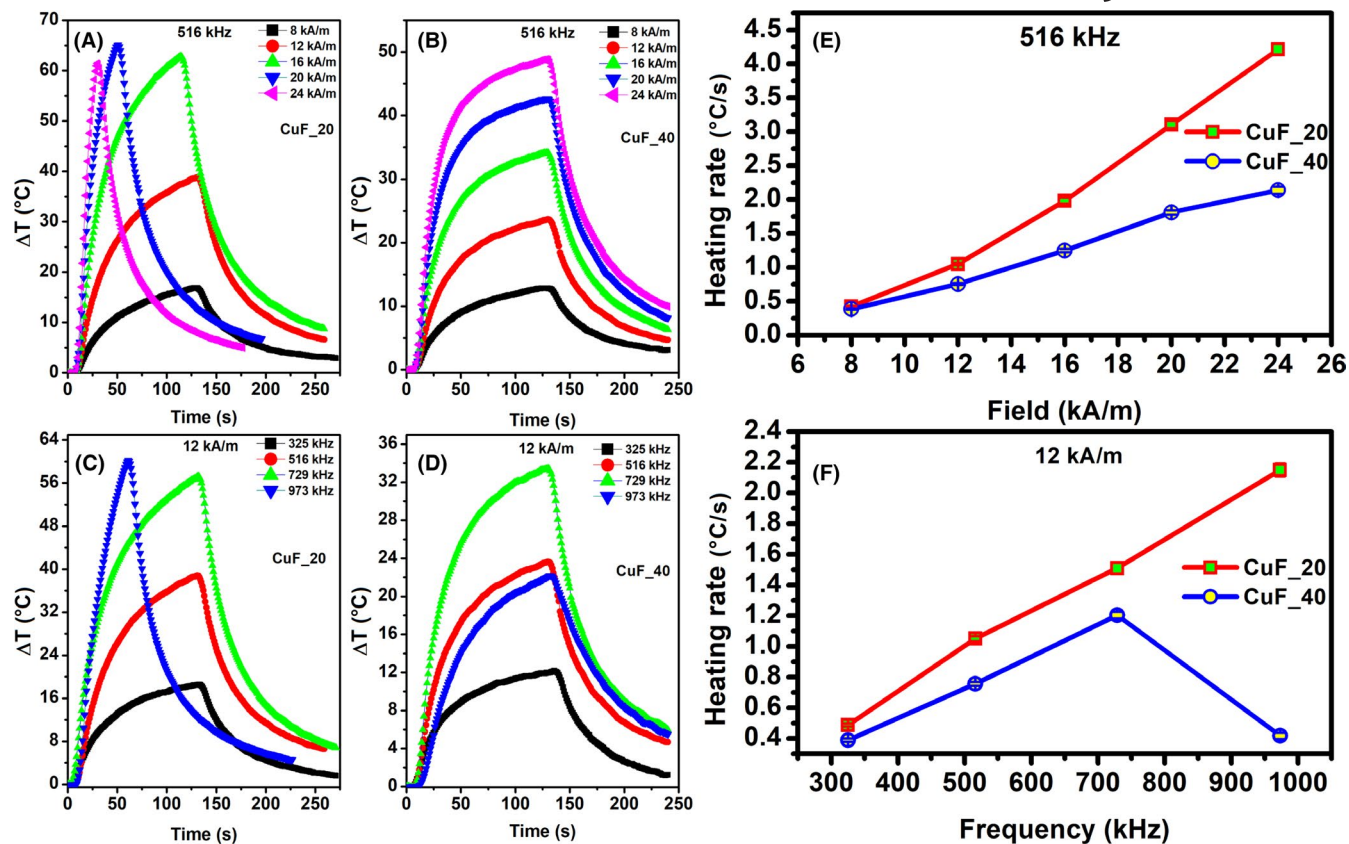 (A)
516 kHz
8 kA/m
12 kA/m
16 kA/m
20 kA/m
24 kA/m
CuF_20
ΔT (°C)
70
60
50
40
30
20
10
0
0 50 100 150 200 250
Time (s)
(B)
516 kHz
8 kA/m
12 kA/m
16 kA/m
20 kA/m
24 kA/m
CuF_40
ΔT (°C)
50
40
30
20
10
0
0 50 100 150 200 250
Time (s)
(E)
516 kHz
CuF_20
CuF_40
Heating rate (°C/s)
4.5
4.0
3.5
3.0
2.5
2.0
1.5
1.0
0.5
0.0
6 8 10 12 14 16 18 20 22 24 26
Field (kA/m)
(C)
12 kA/m
325 kHz
516 kHz
729 kHz
973 kHz
CuF_20
ΔT (°C)
64
56
48
40
32
24
16
8
0
0 50 100 150 200 250
Time (s)
(D)
12 kA/m
325 kHz
516 kHz
729 kHz
973 kHz
CuF_40
ΔT (°C)
36
32
28
24
20
16
12
8
4
0
0 50 100 150 200 250
Time (s)
(F)
12 kA/m
CuF_20
CuF_40
Heating rate (°C/s)
2.4
2.2
2.0
1.8
1.6
1.4
1.2
1.0
0.8
0.6
0.4
300 400 500 600 700 800 900 1000
Frequency (kHz)